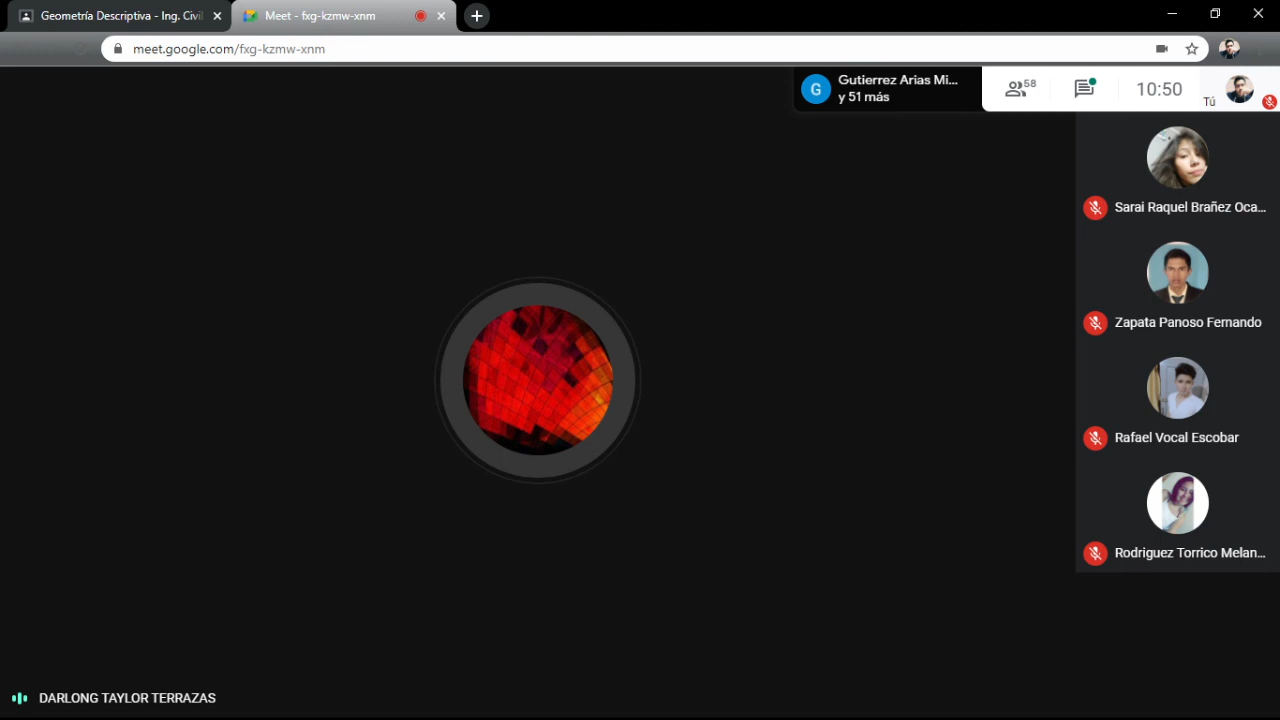 Geometría Descriptiva - Ing. Civil
Meet - fxg-kzmw-xnm
meet.google.com/fxg-kzmw-xnm
G
Gutierrez Arias Mi...
y 51 más
58
10:50
Tú
Sarai Raquel Brañez Oca...
Zapata Panoso Fernando
Rafael Vocal Escobar
Rodriguez Torrico Melan...
DARLONG TAYLOR TERRAZAS